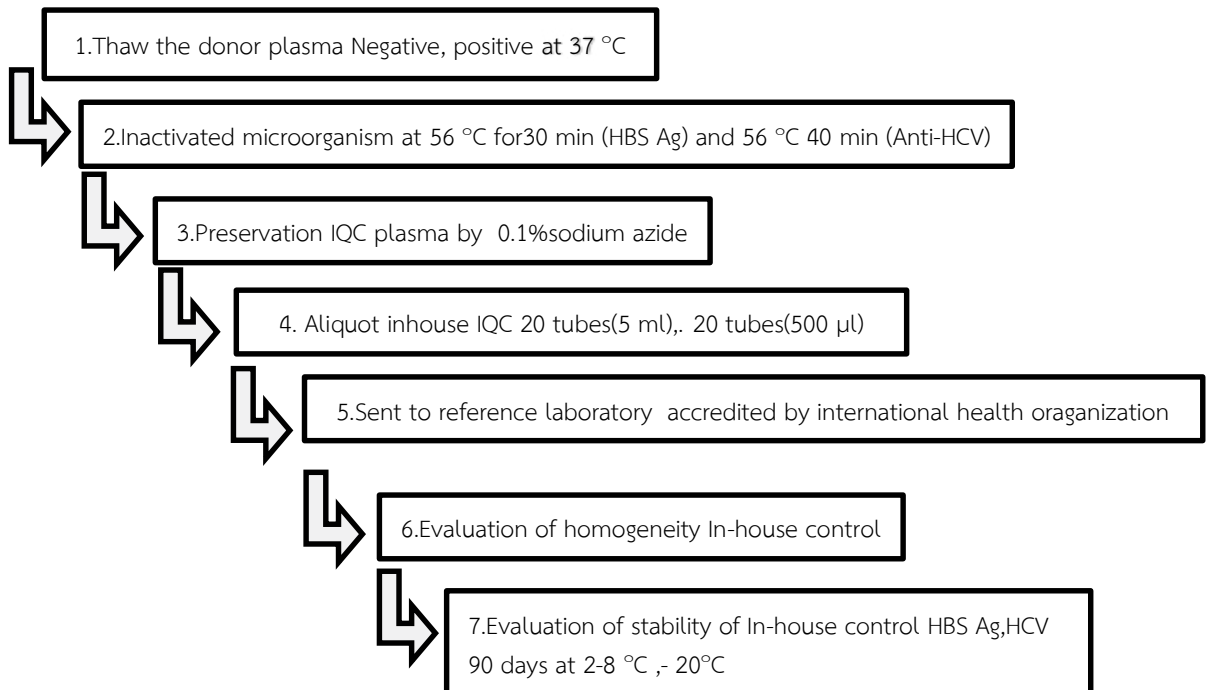 1.Thaw the donor plasma Negative, positive at 37 °C
2.Inactivated microorganism at 56 °C for30 min (HBS Ag) and 56 °C 40 min (Anti-HCV)
3.Preservation IQC plasma by 0.1%sodium azide
4. Aliquot inhouse IQC 20 tubes(5 ml),. 20 tubes(500 µl)
5.Sent to reference laboratory accredited by international health oraganization
6.Evaluation of homogeneity In-house control
7.Evaluation of stability of In-house control HBS Ag,HCV
90 days at 2-8 °C ,- 20°C